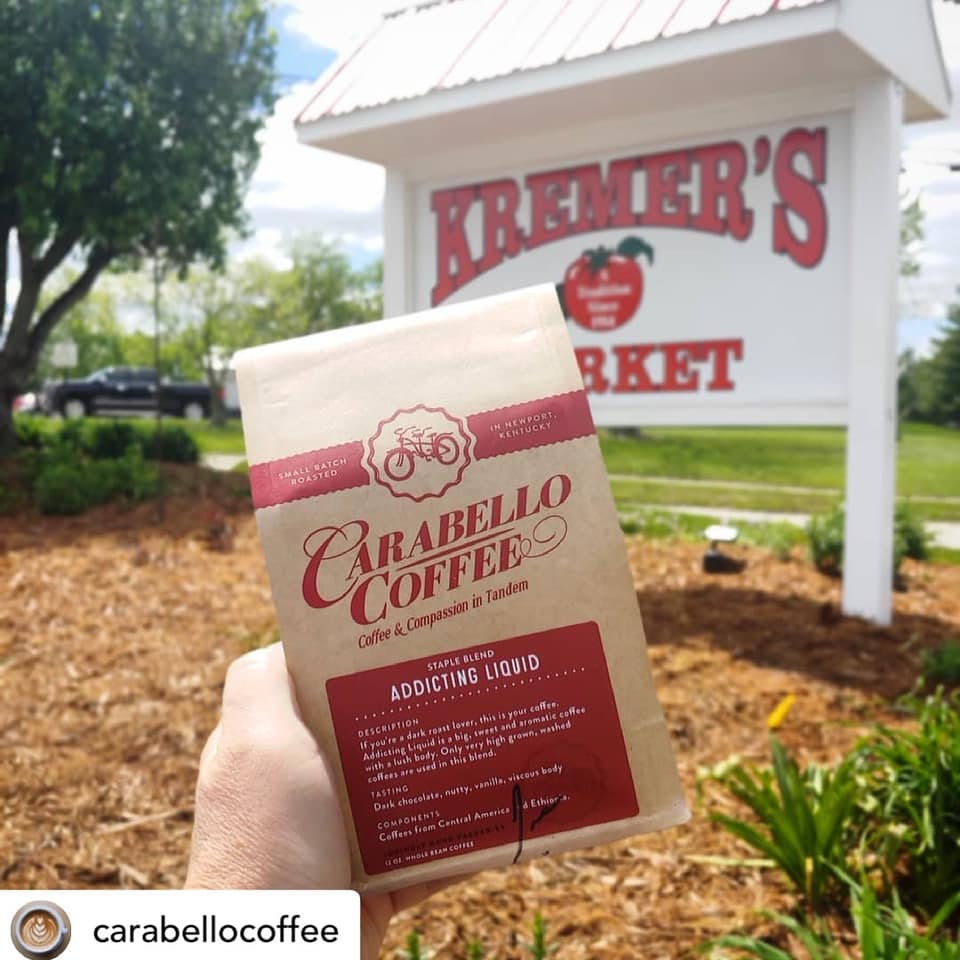 KREMER'S
A
Tradition
Since
RKET
SMALL BATCH
ROASTED
IN NEWPORT,
KENTUCKY
CARABELLO
COFFEE
Coffee & Compassion in Tandem
STAPLE BLEND
ADDICTING LIQUID
DESCRIPTION
If you're a dark roast lover, this is your coffee.
Addicting Liquid is a big, sweet and aromatic coffee
with a lush body. Only very high grown, washed
coffees are used in this blend.
TASTING
Dark chocolate, nutty, vanilla, viscous body
COMPONENTS
Coffees from Central America Ethiopia.
12 OZ. WHOLE BEAN COFFEE
carabellocoffee